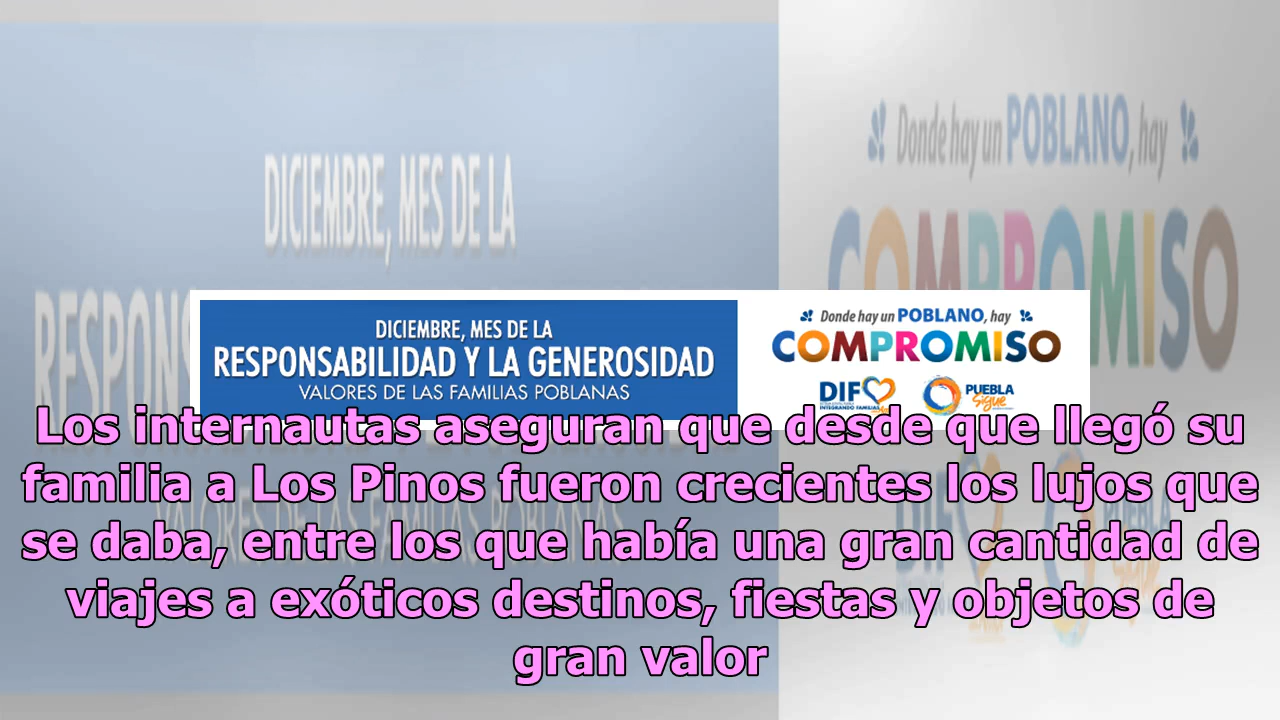 DICIEMBRE, MES DE LA
RESPONSABILIDAD Y LA GENEROSIDAD
VALORES DE LAS FAMILIAS POBLANAS
Donde hay un POBLANO, hay
COMPROMISO
DIF
INTEGRANDO FAMILIAS
PUEBLA
Sigue
Los internautas aseguran que desde que llegó su
familia a Los Pinos fueron crecientes los lujos que
se daba, entre los que había una gran cantidad de
viajes a exóticos destinos, fiestas y objetos de
gran valor